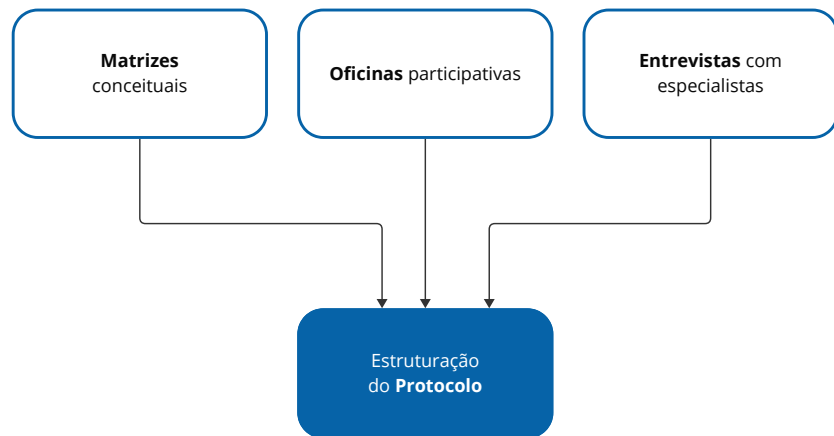 Matrizes
conceituais
Oficinas participativas
Entrevistas com
especialistas
Estruturação
do Protocolo